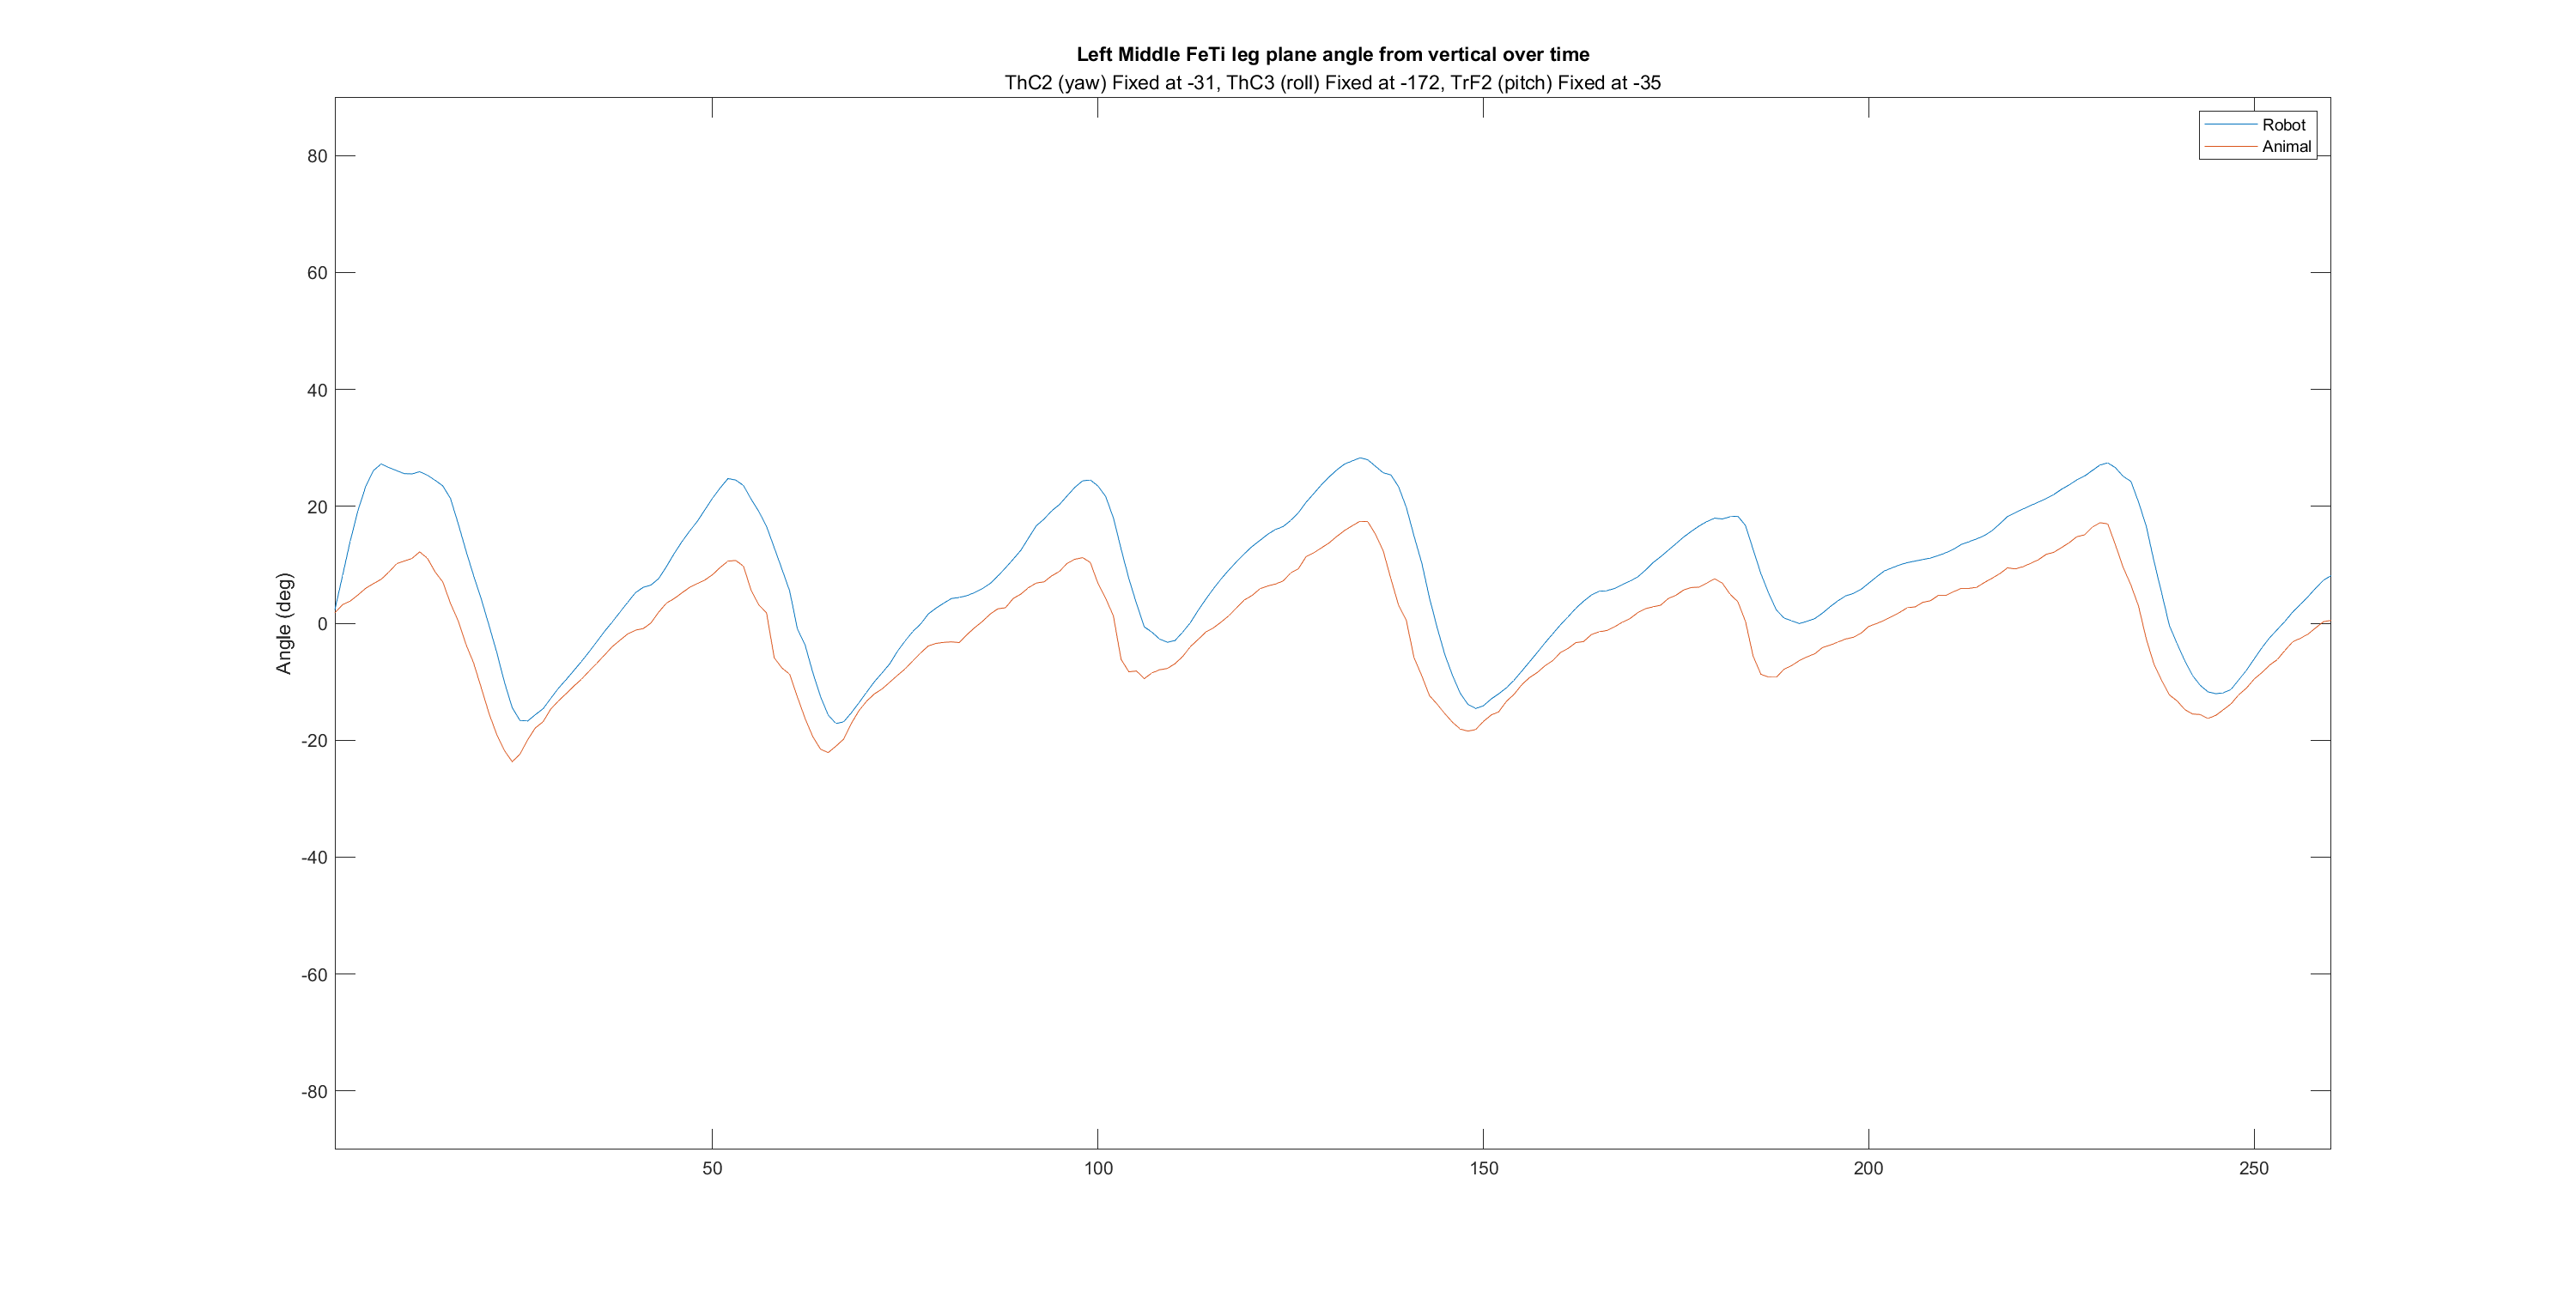 Left Middle FeTi leg plane angle from vertical over time
ThC2 (yaw) Fixed at -31, ThC3 (roll) Fixed at -172, TrF2 (pitch) Fixed at -35
Robot
Animal
80
60
40
20
0
-20
-40
-60
-80
Angle (deg)
50
100
150
200
250